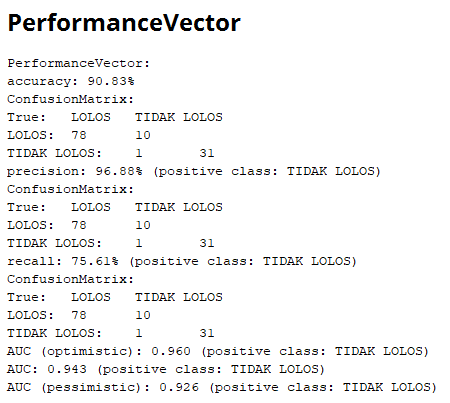 PerformanceVector
PerformanceVector:
accuracy: 90.83%
ConfusionMatrix:
True:   LOLOS   TIDAK LOLOS
LOLOS:  78      10
TIDAK LOLOS:    1       31
precision: 96.88% (positive class: TIDAK LOLOS)
ConfusionMatrix:
True:   LOLOS   TIDAK LOLOS
LOLOS:  78      10
TIDAK LOLOS:    1       31
recall: 75.61% (positive class: TIDAK LOLOS)
ConfusionMatrix:
True:   LOLOS   TIDAK LOLOS
LOLOS:  78      10
TIDAK LOLOS:    1       31
AUC (optimistic): 0.960 (positive class: TIDAK LOLOS)
AUC: 0.943 (positive class: TIDAK LOLOS)
AUC (pessimistic): 0.926 (positive class: TIDAK LOLOS)